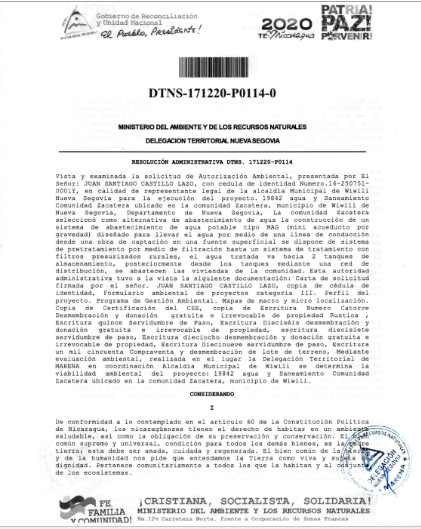 Gobierno de Reconciliación
y Unidad Nacional
El Pueblo, Presidente!
2020
PATRIA!
PAZ!
PORVENIR!
DTNS-171220-P0114-0
MINISTERIO DEL AMBIENTE Y DE LOS RECURSOS NATURALES
DELEGACION TERRITORIAL NUEVA SEGOVIA
RESOLUCIÓN ADMINISTRATIVA DTNS. 171220-P0114
Vista y examinada la solicitud de Autorización Ambiental, presentada por El
Señor: JUAN SANTIAGO CASTILLO LAZO, con cedula de identidad Numero.16-250751-
0001Y, en calidad de representante legal de la alcaldía Municipal de Wiwili
de Nueva Segovia para la ejecución del proyecto. 19842 agua y Saneamiento
Comunidad Zacatera ubicado en la comunidad Zacatera, municipio de Wiwili de
Nueva Segovia, Departamento de Nueva Segovia, La comunidad Zacatera
seleccionó como alternativa de abastecimiento de agua la construcción de un
sistema de abastecimiento de agua potable tipo MAG (mini acueducto por
gravedad) diseñado para llevar el agua por medio de una línea de conducción
desde una obra de captación en una fuente superficial se dispone de sistema
de pretratamiento por medio de filtración hasta un sistema de tratamiento con
filtros presurizados rurales, el agua tratada va hacia 2 tanques de
almacenamiento, posteriormente desde los tanques mediante una red de
distribución, se abastecen las viviendas de la comunidad. Esta autoridad
administrativa tuvo a la vista la siguiente documentación: Carta de solicitud
firmada por el señor. JUAN SANTIAGO CASTILLO LAZO, copia de cédula de
identidad, Formulario ambiental de proyectos categoría III. Perfil del
proyecto. Programa de Gestión Ambiental. Mapas de macro y micro localización.
Copia de Certificación del CSE, copia de Escritura Numero Catorce
Desmembración y donación gratuita e irrevocable de propiedad Rustica ,
Escritura quince Servidumbre de Paso, Escritura Dieciséis desmembración y
donación gratuita e irrevocable de propiedad, escritura diecisiete
servidumbre de paso, Escritura dieciocho desmembración y donación gratuita e
irrevocable de propiedad, Escritura Diecinueve servidumbre de paso, Escritura
un mil cincuenta Compraventa y desmembración de lote de terreno, Mediante
evaluación ambiental, realizada en el lugar la Delegación Territorial de
MARENA en coordinación Alcaldía Municipal de Wiwili se determina la
viabilidad ambiental del proyecto: 19842 agua y Saneamiento Comunidad
Zacatera ubicado en la comunidad Zacatera, municipio de Wiwili.
CONSIDERANDO
I
De conformidad a lo contemplado en el artículo 60 de la Constitución Política
de Nicaragua, los nicaragüenses tienen el derecho de habitar en un ambiente
saludable, así como la obligación de su preservación y conservación. El
común supremo y universal, condición para todos los demás bienes, es la
tierra; esta debe ser amada, cuidada y regenerada. El bien común de la
y de la humanidad nos pide que entendamos la Tierra como viva y sujeta de
dignidad. Pertenece comunitariamente a todos los que la habitan y al conjunto
de los ecosistemas.
FE,
FAMILIA
Y COMUNIDAD!
¡CRISTIANA, SOCIALISTA, SOLIDARIA!
MINISTERIO DEL AMBIENTE Y LOS RECURSOS NATURALES
Km.12½ Carretera Norte, frente a Corporación de Zonas Francas